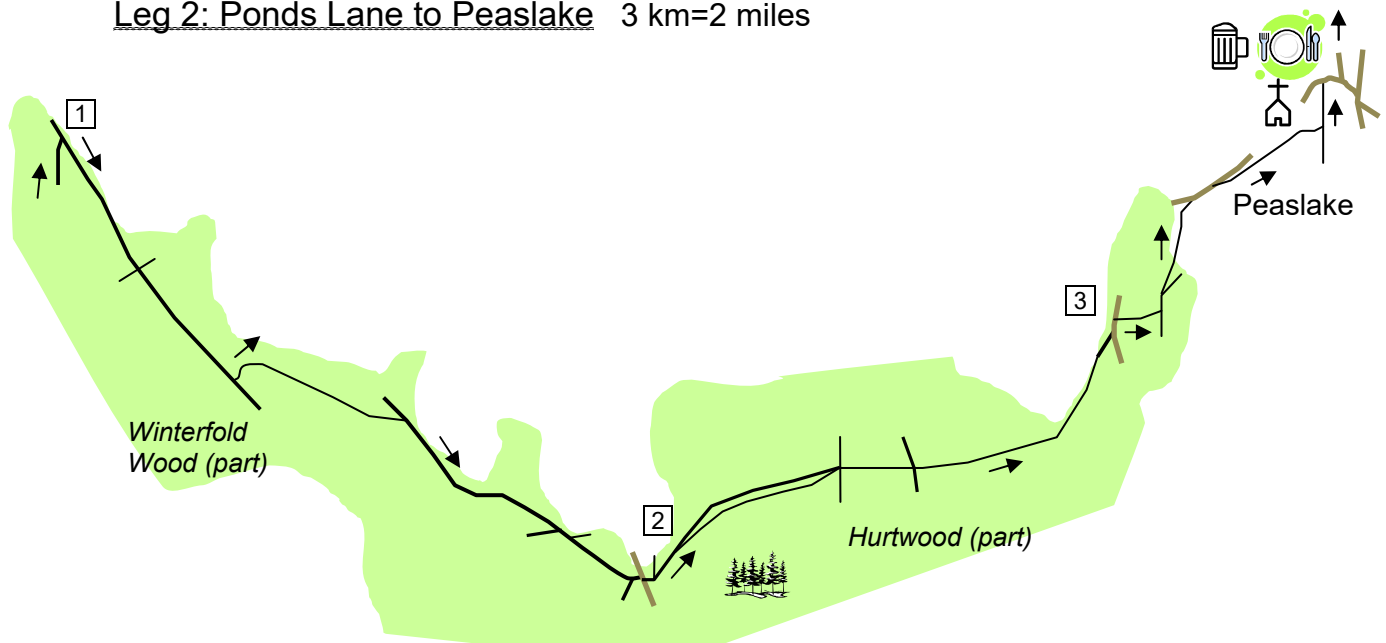 Leg 2: Ponds Lane to Peaslake 3 km=2 miles
1
Peaslake
3
Winterfold
Wood (part)
2
Hurtwood (part)